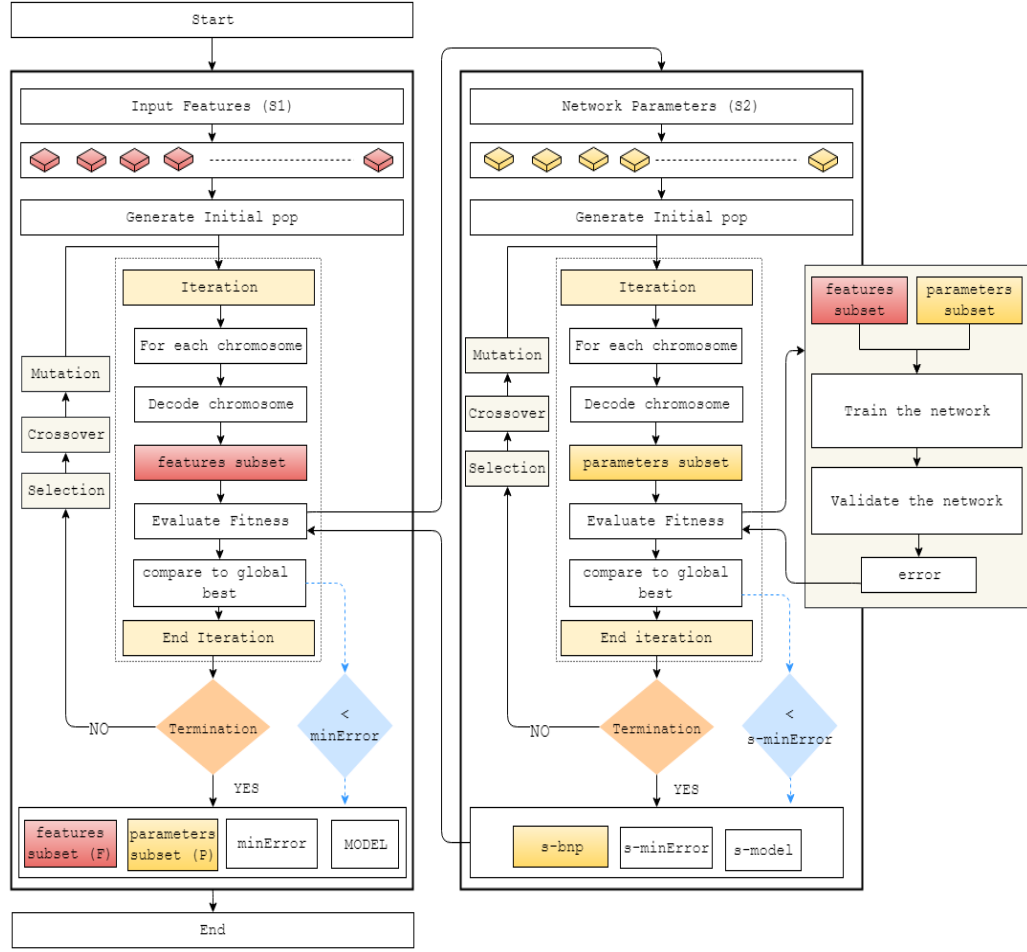 Start
Input Features (S1)
Generate Initial pop
Iteration
For each chromosome
Decode chromosome
features subset
Evaluate Fitness
compare to global
best
End Iteration
Mutation
Crossover
Selection
Termination
NO
YES
<
minError
features
subset (F)
parameters
subset (P)
minError
MODEL
End
Network Parameters (S2)
Generate Initial pop
Iteration
For each chromosome
Decode chromosome
parameters subset
Evaluate Fitness
compare to global
best
End iteration
Mutation
Crossover
Selection
Termination
NO
YES
<
s-minError
s-bnp
s-minError
s-model
features
subset
parameters
subset
Train the network
Validate the network
error